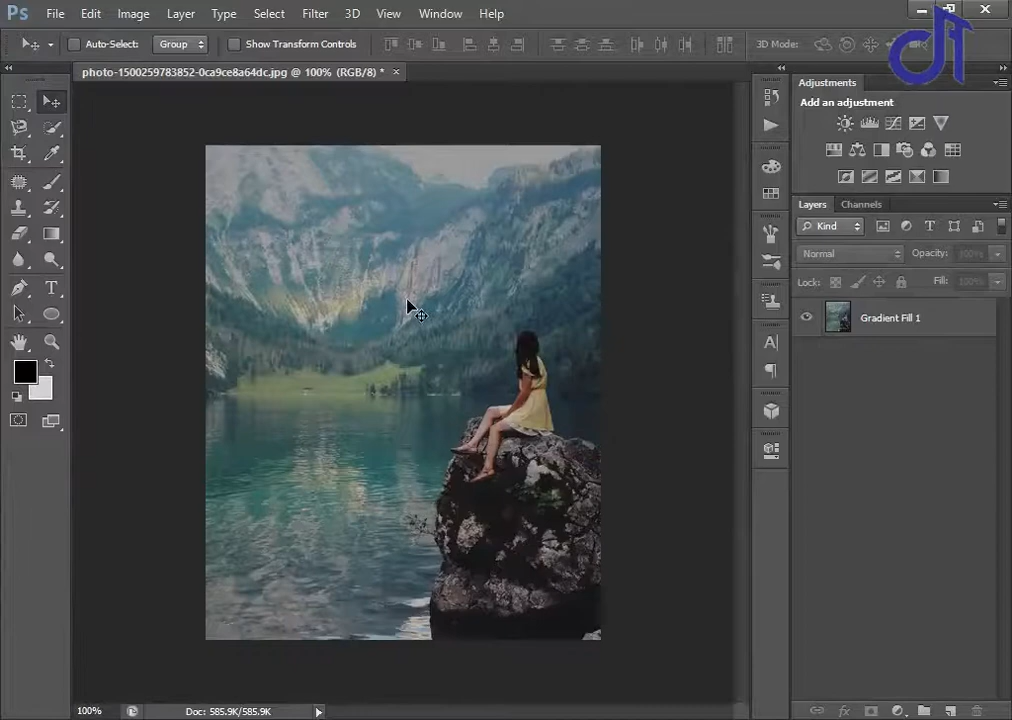 Ps File Edit Image Layer Type Select Filter 3D View Window Help
Auto-Select: Group Show Transform Controls 3D Mode:
photo-1500259783852-0ca9ce8a64dc.jpg @ 100% (RGB/8) * ×
Adjustments
Add an adjustment
Layers Channels
Kind
Normal Opacity: 100%
Lock: Fill: 100%
Gradient Fill 1
100% Doc: 585.9K/585.9K